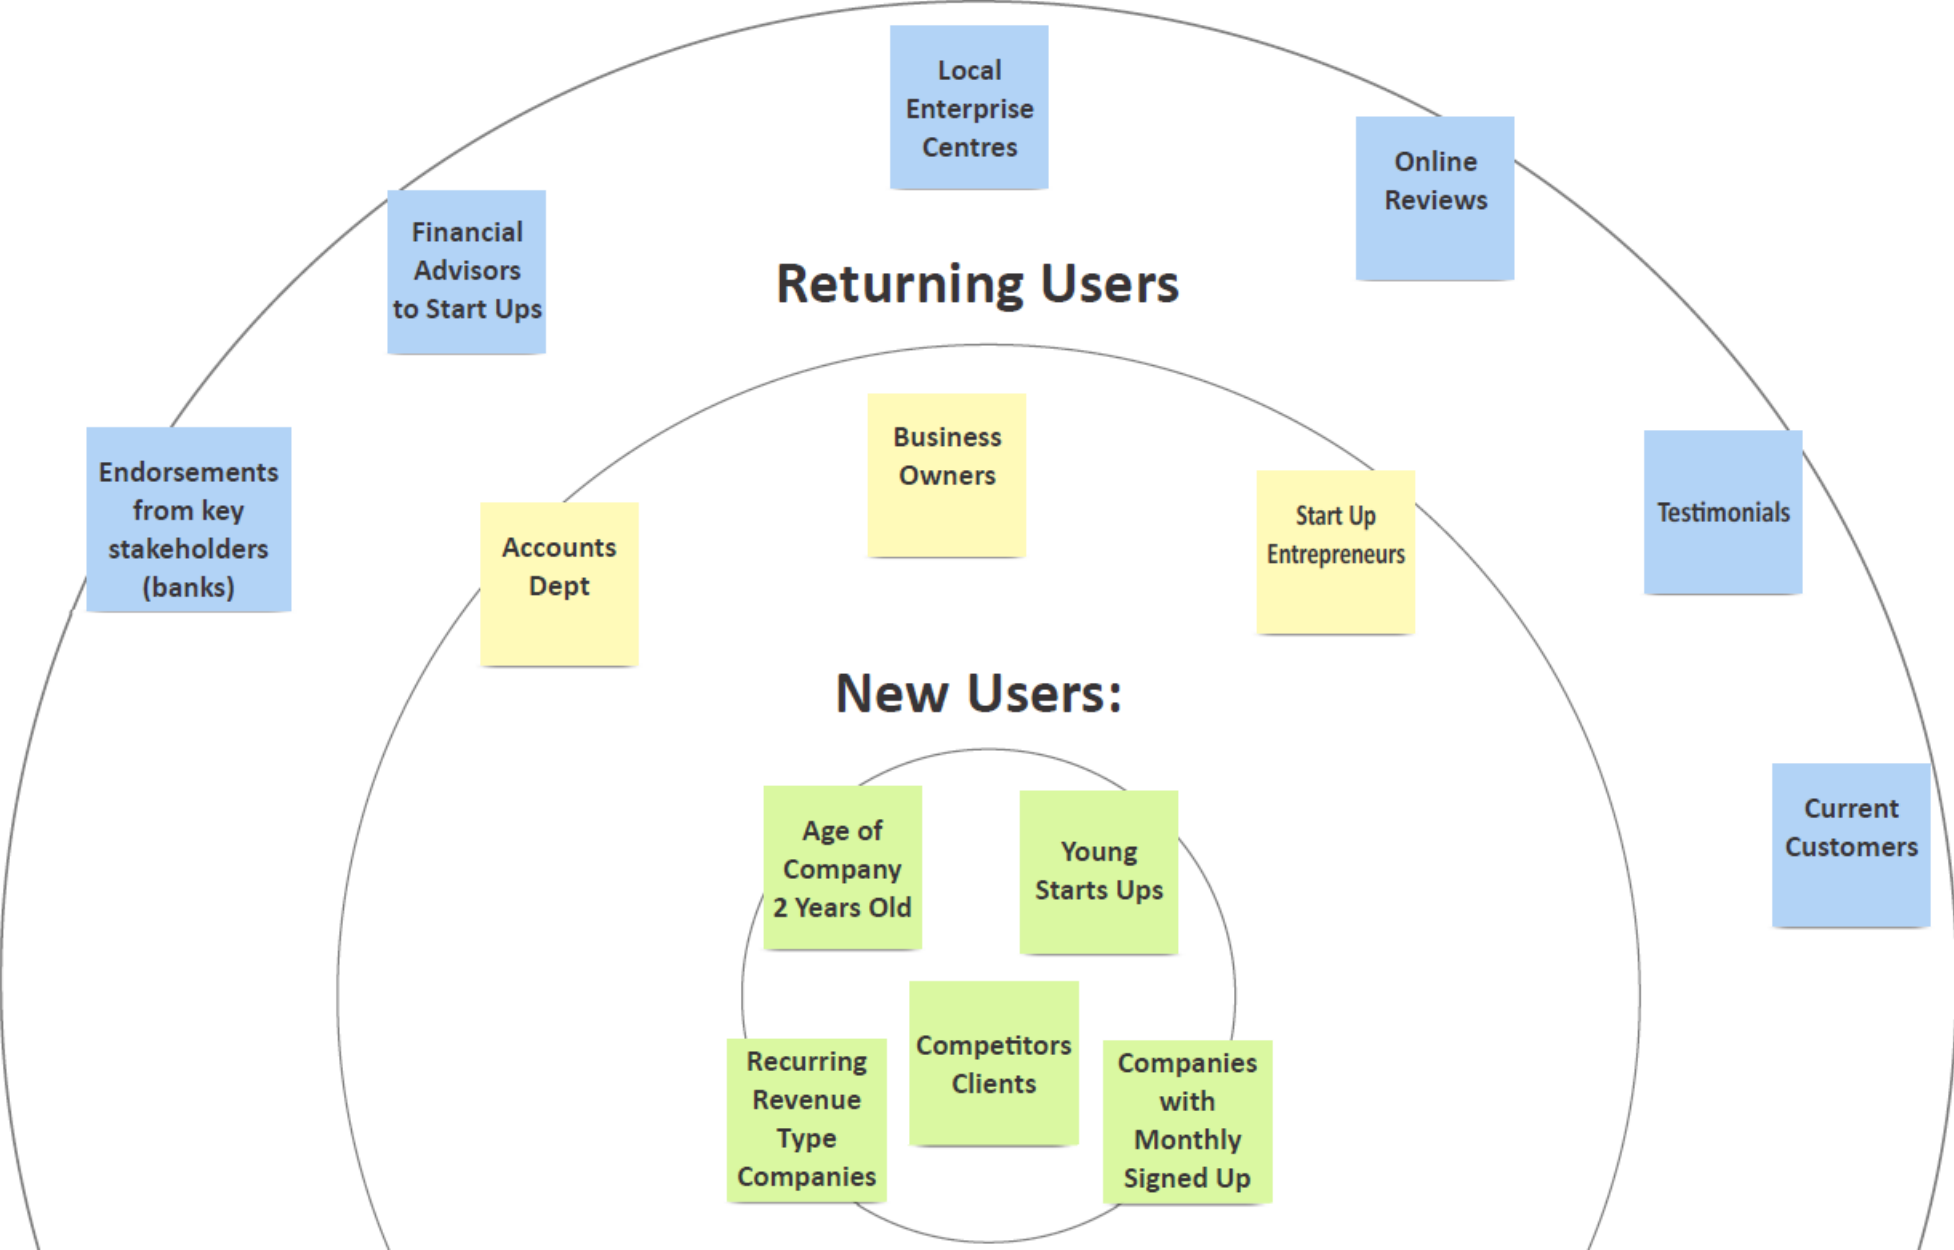 Local
Enterprise
Centres
Online
Reviews
Financial
Advisors
to Start Ups
Returning Users
Endorsements
from key
stakeholders
(banks)
Business
Owners
Testimonials
Start Up
Entrepreneurs
Accounts
Dept
New Users:
Current
Customers
Age of
Company
2 Years Old
Young
Starts Ups
Competitors
Clients
Recurring
Revenue
Type
Companies
Companies
with
Monthly
Signed Up